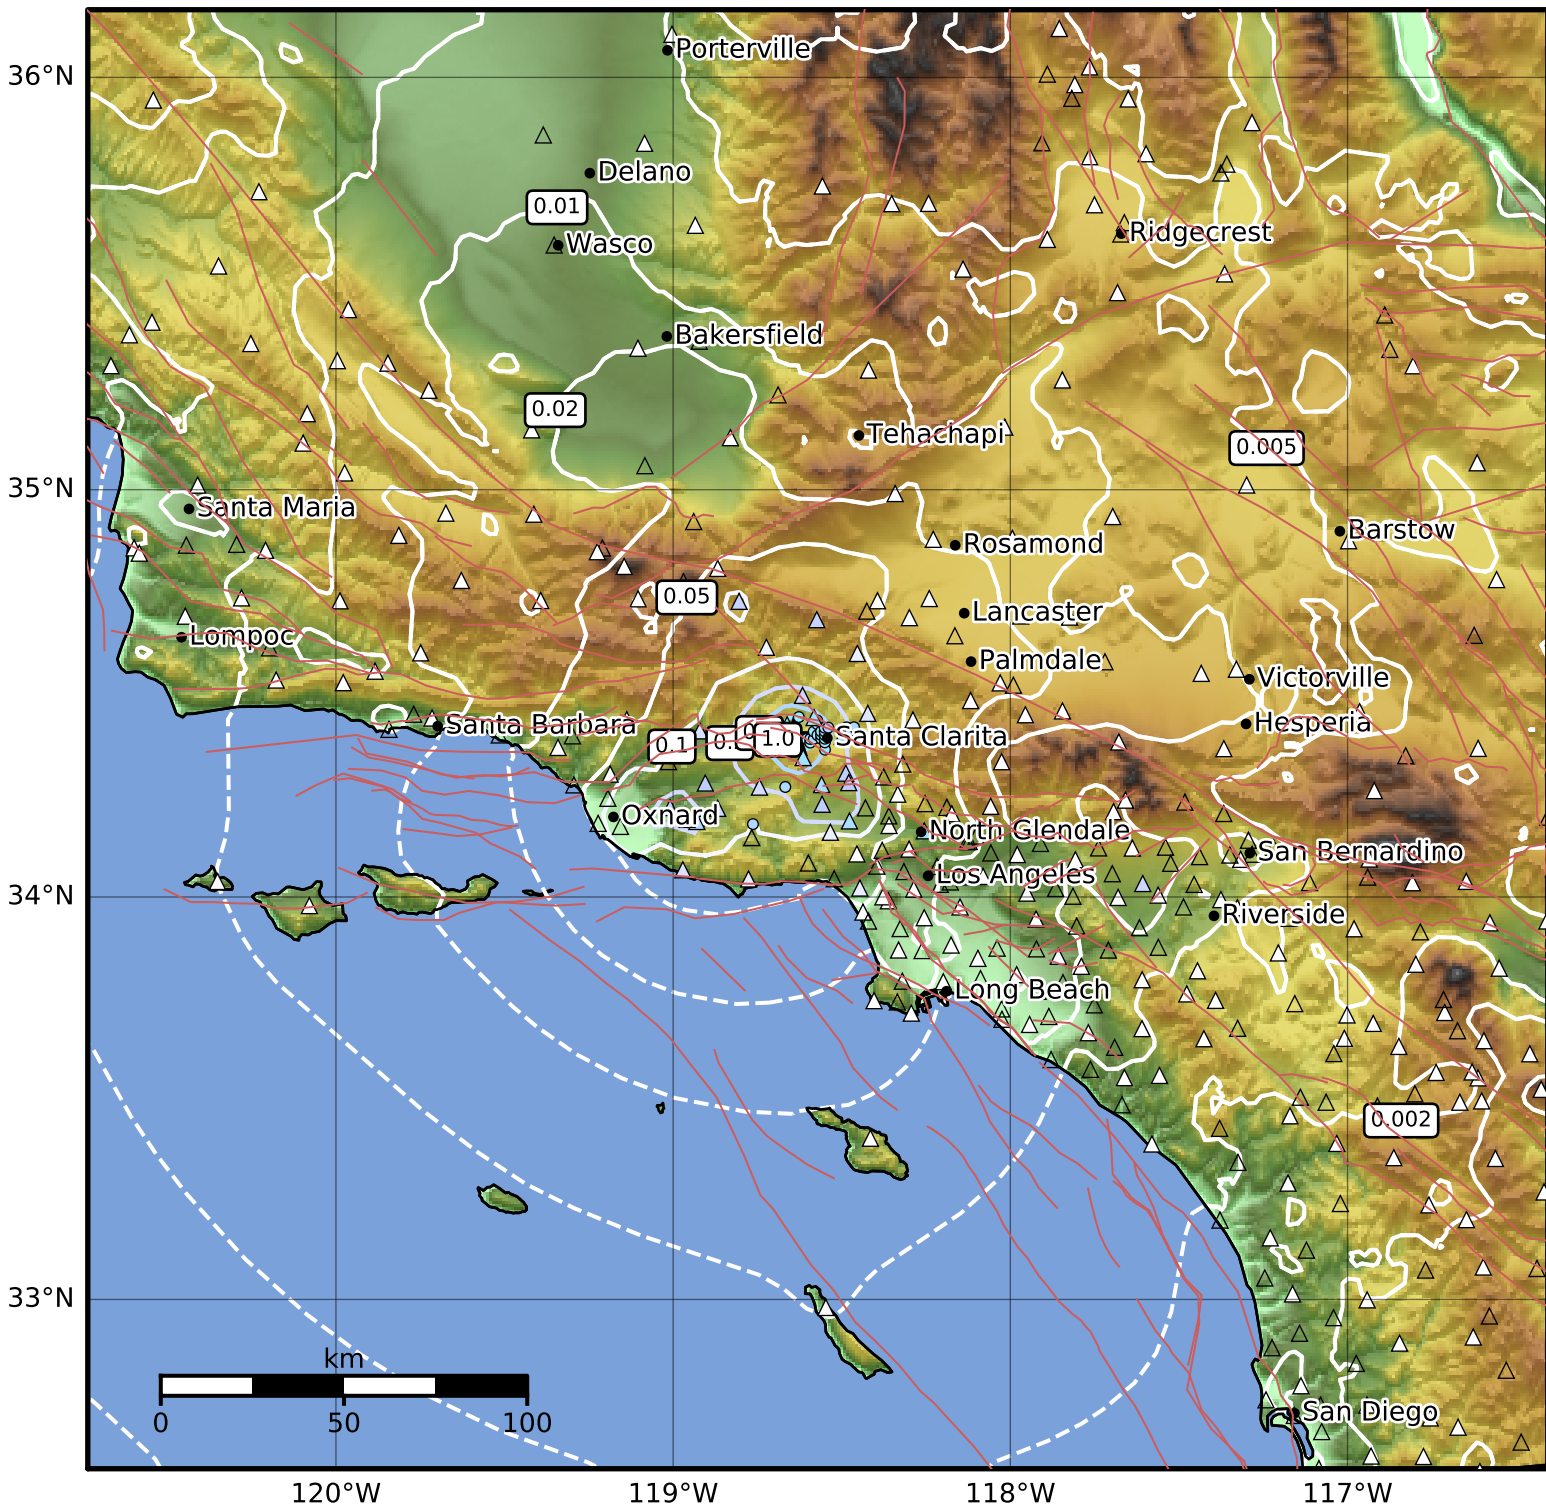 Porterville
36°N
Delano
0.01
Wasco
Ridgecrest
Bakersfield
0.02
Tehachapi
0.005
35°N
Santa Maria
Barstow
Rosamond
0.05
Lancaster
Lompoc
Palmdale
Victorville
Santa Barbara
Hesperia
0.1
1.0
Santa Clarita
Oxnard
North Glendale
San Bernardino
Los Angeles
34°N
Riverside
Long Beach
0.002
33°N
km
0 50 100
San Diego
120°W 119°W 118°W 117°W